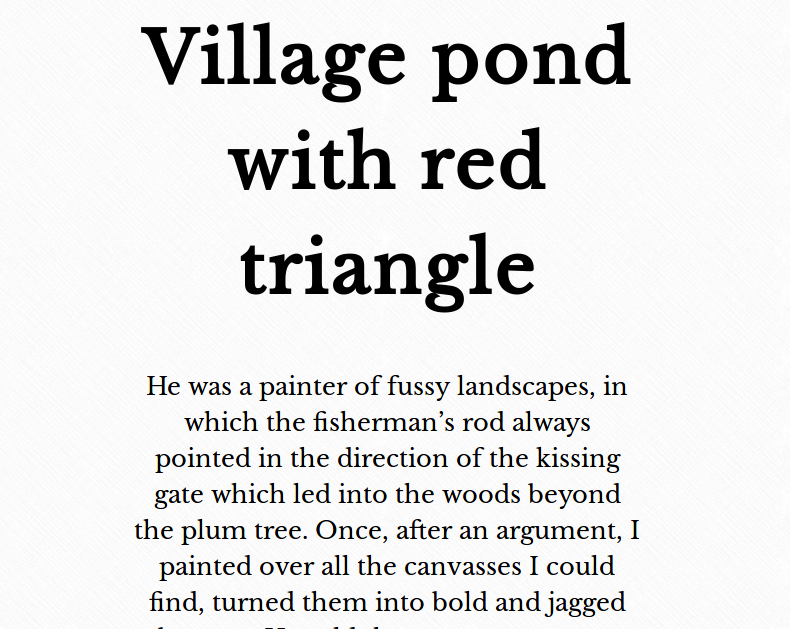 Village pond
with red
triangle
He was a painter of fussy landscapes, in
which the fisherman’s rod always
pointed in the direction of the kissing
gate which led into the woods beyond
the plum tree. Once, after an argument, I
painted over all the canvasses I could
find, turned them into bold and jagged